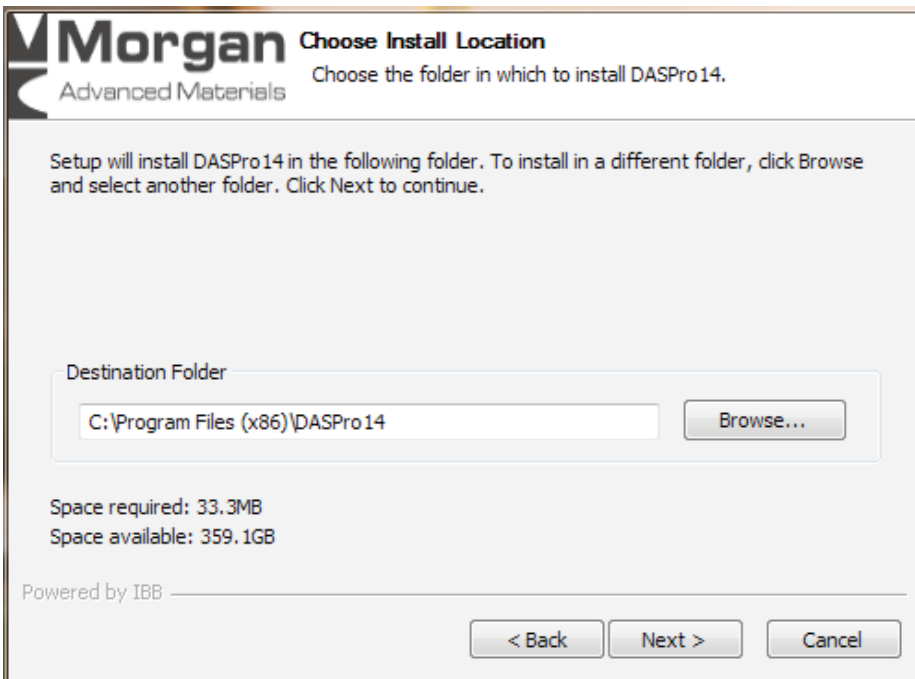 Morgan
Advanced Materials
Choose Install Location
Choose the folder in which to install DASPro14.
Setup will install DASPro14 in the following folder. To install in a different folder, click Browse
and select another folder. Click Next to continue.
Destination Folder
C:\Program Files (x86)\DASPro14
Browse...
Space required: 33.3MB
Space available: 359.1GB
Powered by IBB
< Back
Next >
Cancel